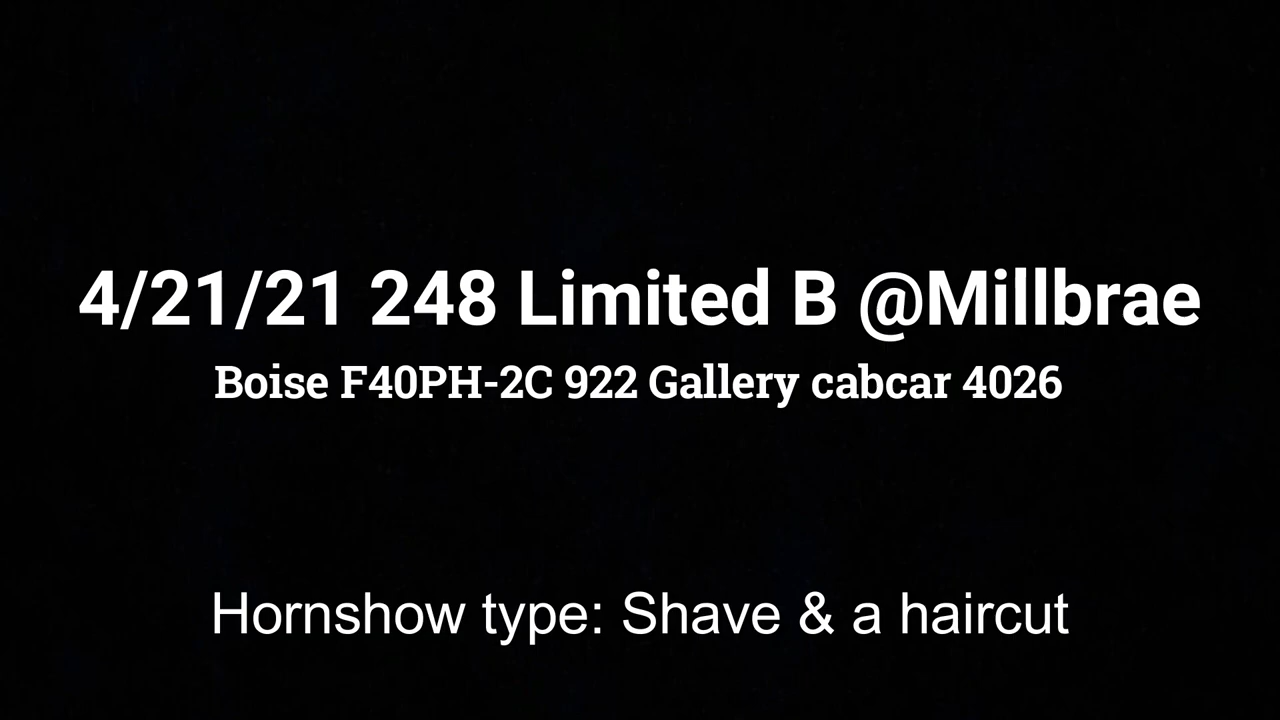 4/21/21 248 Limited B @Millbrae
Boise F40PH-2C 922 Gallery cabcar 4026
Hornshow type: Shave & a haircut